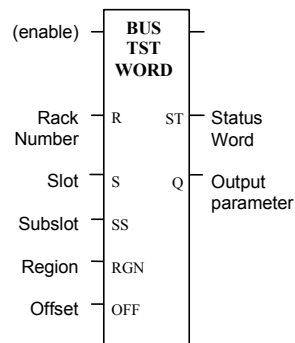 (enable)
BUS
TST
WORD
Rack
Number
R
ST
Status
Word
Slot
S
Q
Output
parameter
Subslot
SS
Region
RGN
Offset
OFF